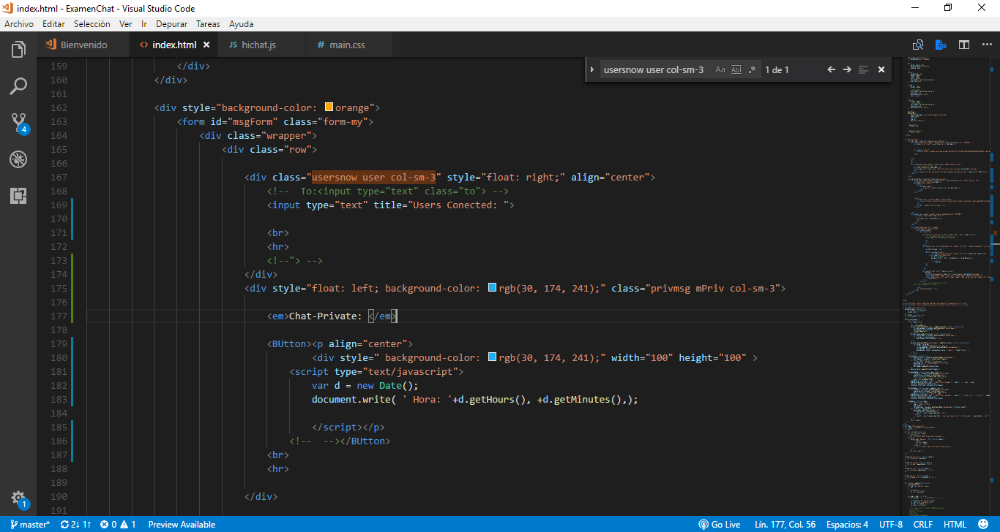 index.html - ExamenChat - Visual Studio Code
Archivo Editar Selección Ver Ir Depurar Tareas Ayuda
Bienvenido <> index.html × JS hichat.js # main.css
usersnow user col-sm-3 Aa Abl .* 1 de 1
159 </div>
160 </div>
161
162 <div style="background-color: orange">
163 <form id="msgForm" class="form-my">
164 <div class="wrapper">
165 <div class="row">
166
167 <div class="usersnow user col-sm-3" style="float: right;" align="center">
168 <!--  To:<input type="text" class="to"> -->
169 <input type="text" title="Users Conected: ">
170
171 <br>
172 <hr>
173 <!--"> -->
174 </div>
175 <div style="float: left; background-color: rgb(30, 174, 241);" class="privmsg mPriv col-sm-3">
176
177 <em>Chat-Private: </em>
178
179 <BUtton><p align="center">
180 <div style=" background-color: rgb(30, 174, 241);" width="100" height="100" >
181 <script type="text/javascript">
182 var d = new Date();
183 document.write( ' Hora: '+d.getHours(), +d.getMinutes(),);
184
185 </script></p>
186 <!--  --></BUtton>
187 <br>
188 <hr>
189
190 </div>
191
4
1
master* 2↓ 1↑ 0 1 Preview Available Go Live Lín. 177, Col. 56 Espacios: 4 UTF-8 CRLF HTML